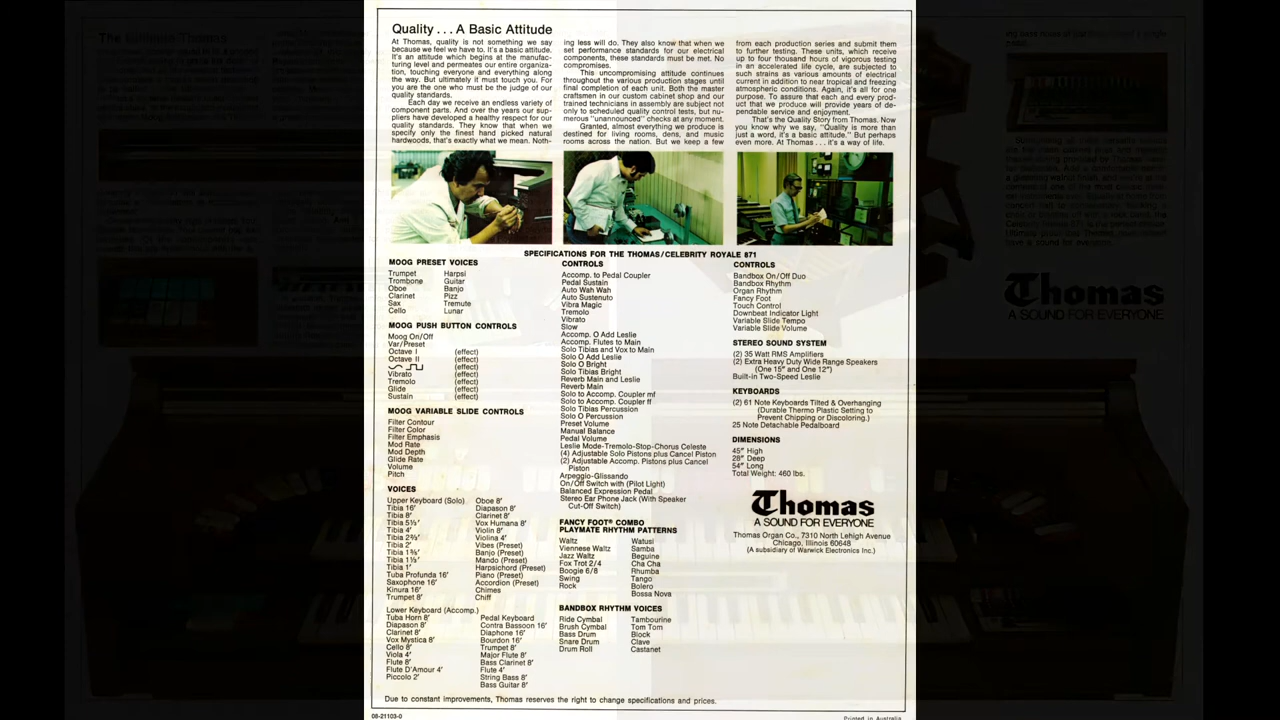 Quality . . . A Basic Attitude
At Thomas, quality is not something we say
because we feel we have to. It's a basic attitude.
It's an attitude which begins at the manufac-
turing level and permeates our entire organiza-
tion, touching everyone and everything along
the way. But ultimately it must touch you. For
you are the one who must be the judge of our
quality standards.
Each day we receive an endless variety of
component parts. And over the years our sup-
pliers have developed a healthy respect for our
quality standards. They know that when we
specify only the finest hand picked natural
hardwoods, that's exactly what we mean. Noth-
ing less will do. They also know that when we
set performance standards for our electrical
components, these standards must be met. No
compromises.
This uncompromising attitude continues
throughout the various production stages until
final completion of each unit. Both the master
craftsmen in our custom cabinet shop and our
trained technicians in assembly are subject not
only to scheduled quality control tests, but nu-
merous "unannounced" checks at any moment.
Granted, almost everything we produce is
destined for living rooms, dens, and music
rooms across the nation. But we keep a few
from each production series and submit them
to further testing. These units, which receive
up to four thousand hours of vigorous testing
in an accelerated life cycle, are subjected to
such strains as various amounts of electrical
current in addition to near tropical and freezing
atmospheric conditions. Again, it's all for one
purpose. To assure that each and every prod-
uct that we produce will provide years of de-
pendable service and enjoyment.
That's the Quality Story from Thomas. Now
you know why we say, "Quality is more than
just a word, it's a basic attitude." But perhaps
even more. At Thomas . . . it's a way of life.
SPECIFICATIONS FOR THE THOMAS/CELEBRITY ROYALE 871
MOOG PRESET VOICES
Trumpet Harpsi
Trombone Guitar
Oboe Banjo
Clarinet Pizz
Sax Tremute
Cello Lunar
MOOG PUSH BUTTON CONTROLS
Moog On/Off
Var/Preset
Octave I (effect)
Octave II (effect)
(effect)
Vibrato (effect)
Tremolo (effect)
Glide (effect)
Sustain (effect)
MOOG VARIABLE SLIDE CONTROLS
Filter Contour
Filter Color
Filter Emphasis
Mod Rate
Mod Depth
Glide Rate
Volume
Pitch
VOICES
Upper Keyboard (Solo)
Tibia 16'
Tibia 8'
Tibia 5⅓'
Tibia 4'
Tibia 2⅔'
Tibia 2'
Tibia 1⅗'
Tibia 1⅓'
Tibia 1'
Tuba Profunda 16'
Saxophone 16'
Kinura 16'
Trumpet 8'
Oboe 8'
Diapason 8'
Clarinet 8'
Vox Humana 8'
Violin 8'
Violina 4'
Vibes (Preset)
Banjo (Preset)
Mando (Preset)
Harpsichord (Preset)
Piano (Preset)
Accordion (Preset)
Chimes
Chiff
Lower Keyboard (Accomp.)
Tuba Horn 8'
Diapason 8'
Clarinet 8'
Vox Mystica 8'
Cello 8'
Viola 4'
Flute 8'
Flute D'Amour 4'
Piccolo 2'
Pedal Keyboard
Contra Bassoon 16'
Diaphone 16'
Bourdon 16'
Trumpet 8'
Major Flute 8'
Bass Clarinet 8'
Flute 4'
String Bass 8'
Bass Guitar 8'
CONTROLS
Accomp. to Pedal Coupler
Pedal Sustain
Auto Wah Wah
Auto Sustenuto
Vibra Magic
Tremolo
Vibrato
Slow
Accomp. O Add Leslie
Accomp. Flutes to Main
Solo Tibias and Vox to Main
Solo O Add Leslie
Solo O Bright
Solo Tibias Bright
Reverb Main and Leslie
Reverb Main
Solo to Accomp. Coupler mf
Solo to Accomp. Coupler ff
Solo Tibias Percussion
Solo O Percussion
Preset Volume
Manual Balance
Pedal Volume
Leslie Mode-Tremolo-Stop-Chorus Celeste
(4) Adjustable Solo Pistons plus Cancel Piston
(2) Adjustable Accomp. Pistons plus Cancel
Piston
Arpeggio-Glissando
On/Off Switch with (Pilot Light)
Balanced Expression Pedal
Stereo Ear Phone Jack (With Speaker
Cut-Off Switch)
FANCY FOOT® COMBO
PLAYMATE RHYTHM PATTERNS
Waltz Watusi
Viennese Waltz Samba
Jazz Waltz Beguine
Fox Trot 2/4 Cha Cha
Boogie 6/8 Rhumba
Swing Tango
Rock Bolero
Bossa Nova
BANDBOX RHYTHM VOICES
Ride Cymbal Tambourine
Brush Cymbal Tom Tom
Bass Drum Block
Snare Drum Clave
Drum Roll Castanet
CONTROLS
Bandbox On/Off Duo
Bandbox Rhythm
Organ Rhythm
Fancy Foot
Touch Control
Downbeat Indicator Light
Variable Slide Tempo
Variable Slide Volume
STEREO SOUND SYSTEM
(2) 35 Watt RMS Amplifiers
(2) Extra Heavy Duty Wide Range Speakers
(One 15" and One 12")
Built-in Two-Speed Leslie
KEYBOARDS
(2) 61 Note Keyboards Tilted & Overhanging
(Durable Thermo Plastic Setting to
Prevent Chipping or Discoloring.)
25 Note Detachable Pedalboard
DIMENSIONS
45" High
28" Deep
54" Long
Total Weight: 460 lbs.
Thomas
A SOUND FOR EVERYONE
Thomas Organ Co., 7310 North Lehigh Avenue
Chicago, Illinois 60648
(A subsidiary of Warwick Electronics Inc.)
Due to constant improvements, Thomas reserves the right to change specifications and prices.
08-21103-0
Printed in Australia
Thomas
A SOUND FOR EVERYONE